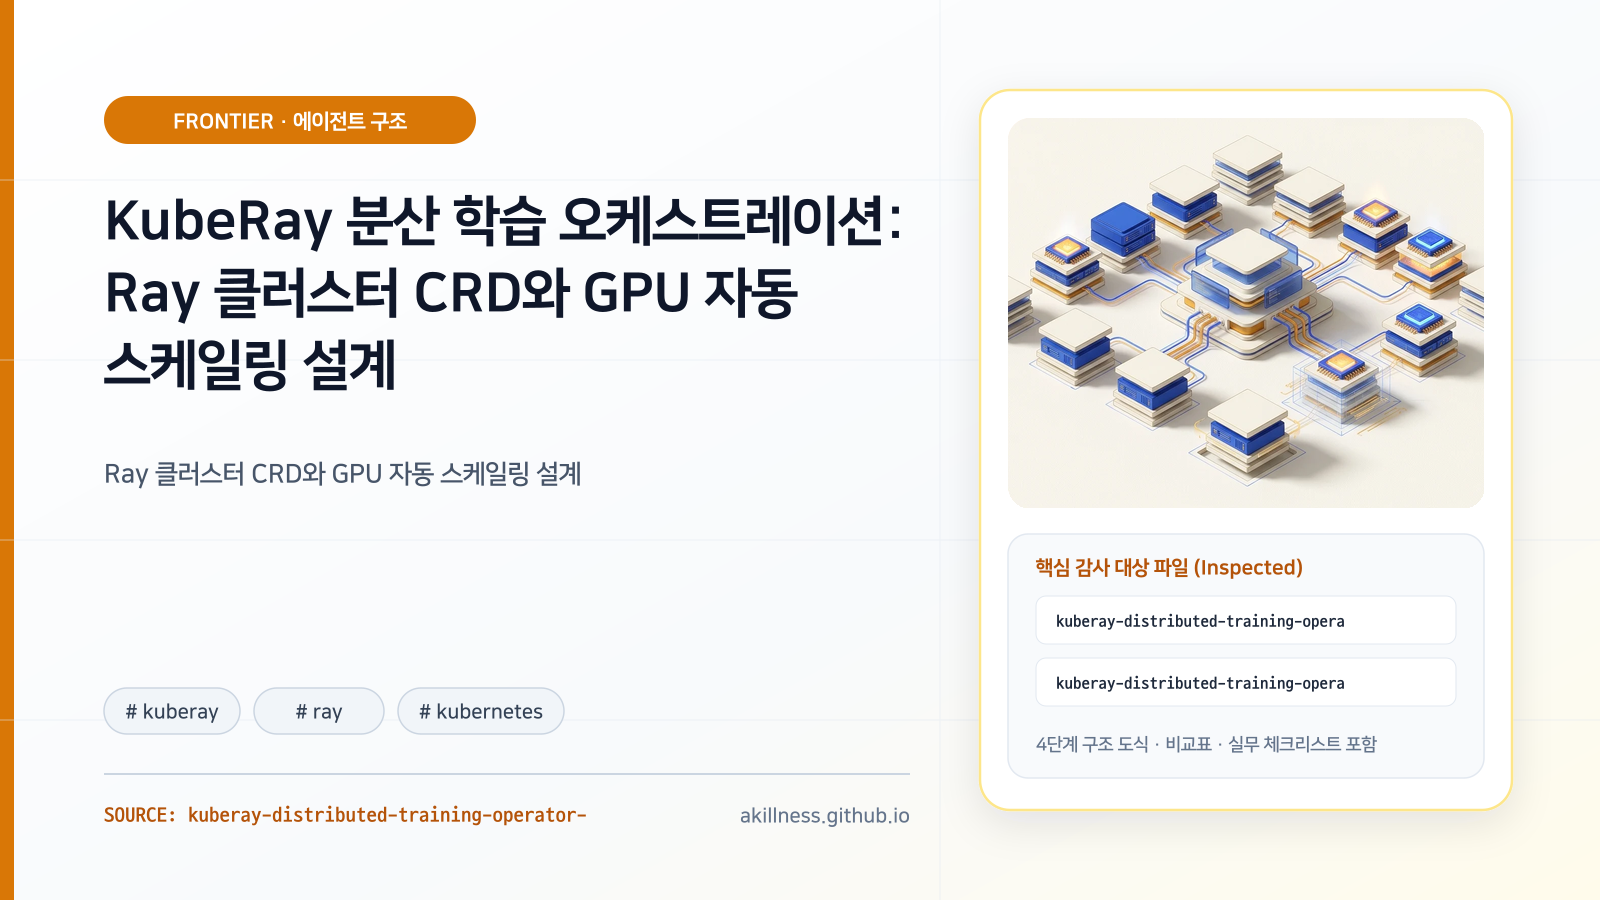 FRONTIER · 에이전트 구조
KubeRay 분산 학습 오케스트레이션:
Ray 클러스터 CRD와 GPU 자동
스케일링 설계
Ray 클러스터 CRD와 GPU 자동 스케일링 설계
# kuberay
# ray
# kubernetes
SOURCE: kuberay-distributed-training-operator-
akillness.github.io
핵심 감사 대상 파일 (Inspected)
kuberay-distributed-training-opera
kuberay-distributed-training-opera
4단계 구조 도식 · 비교표 · 실무 체크리스트 포함